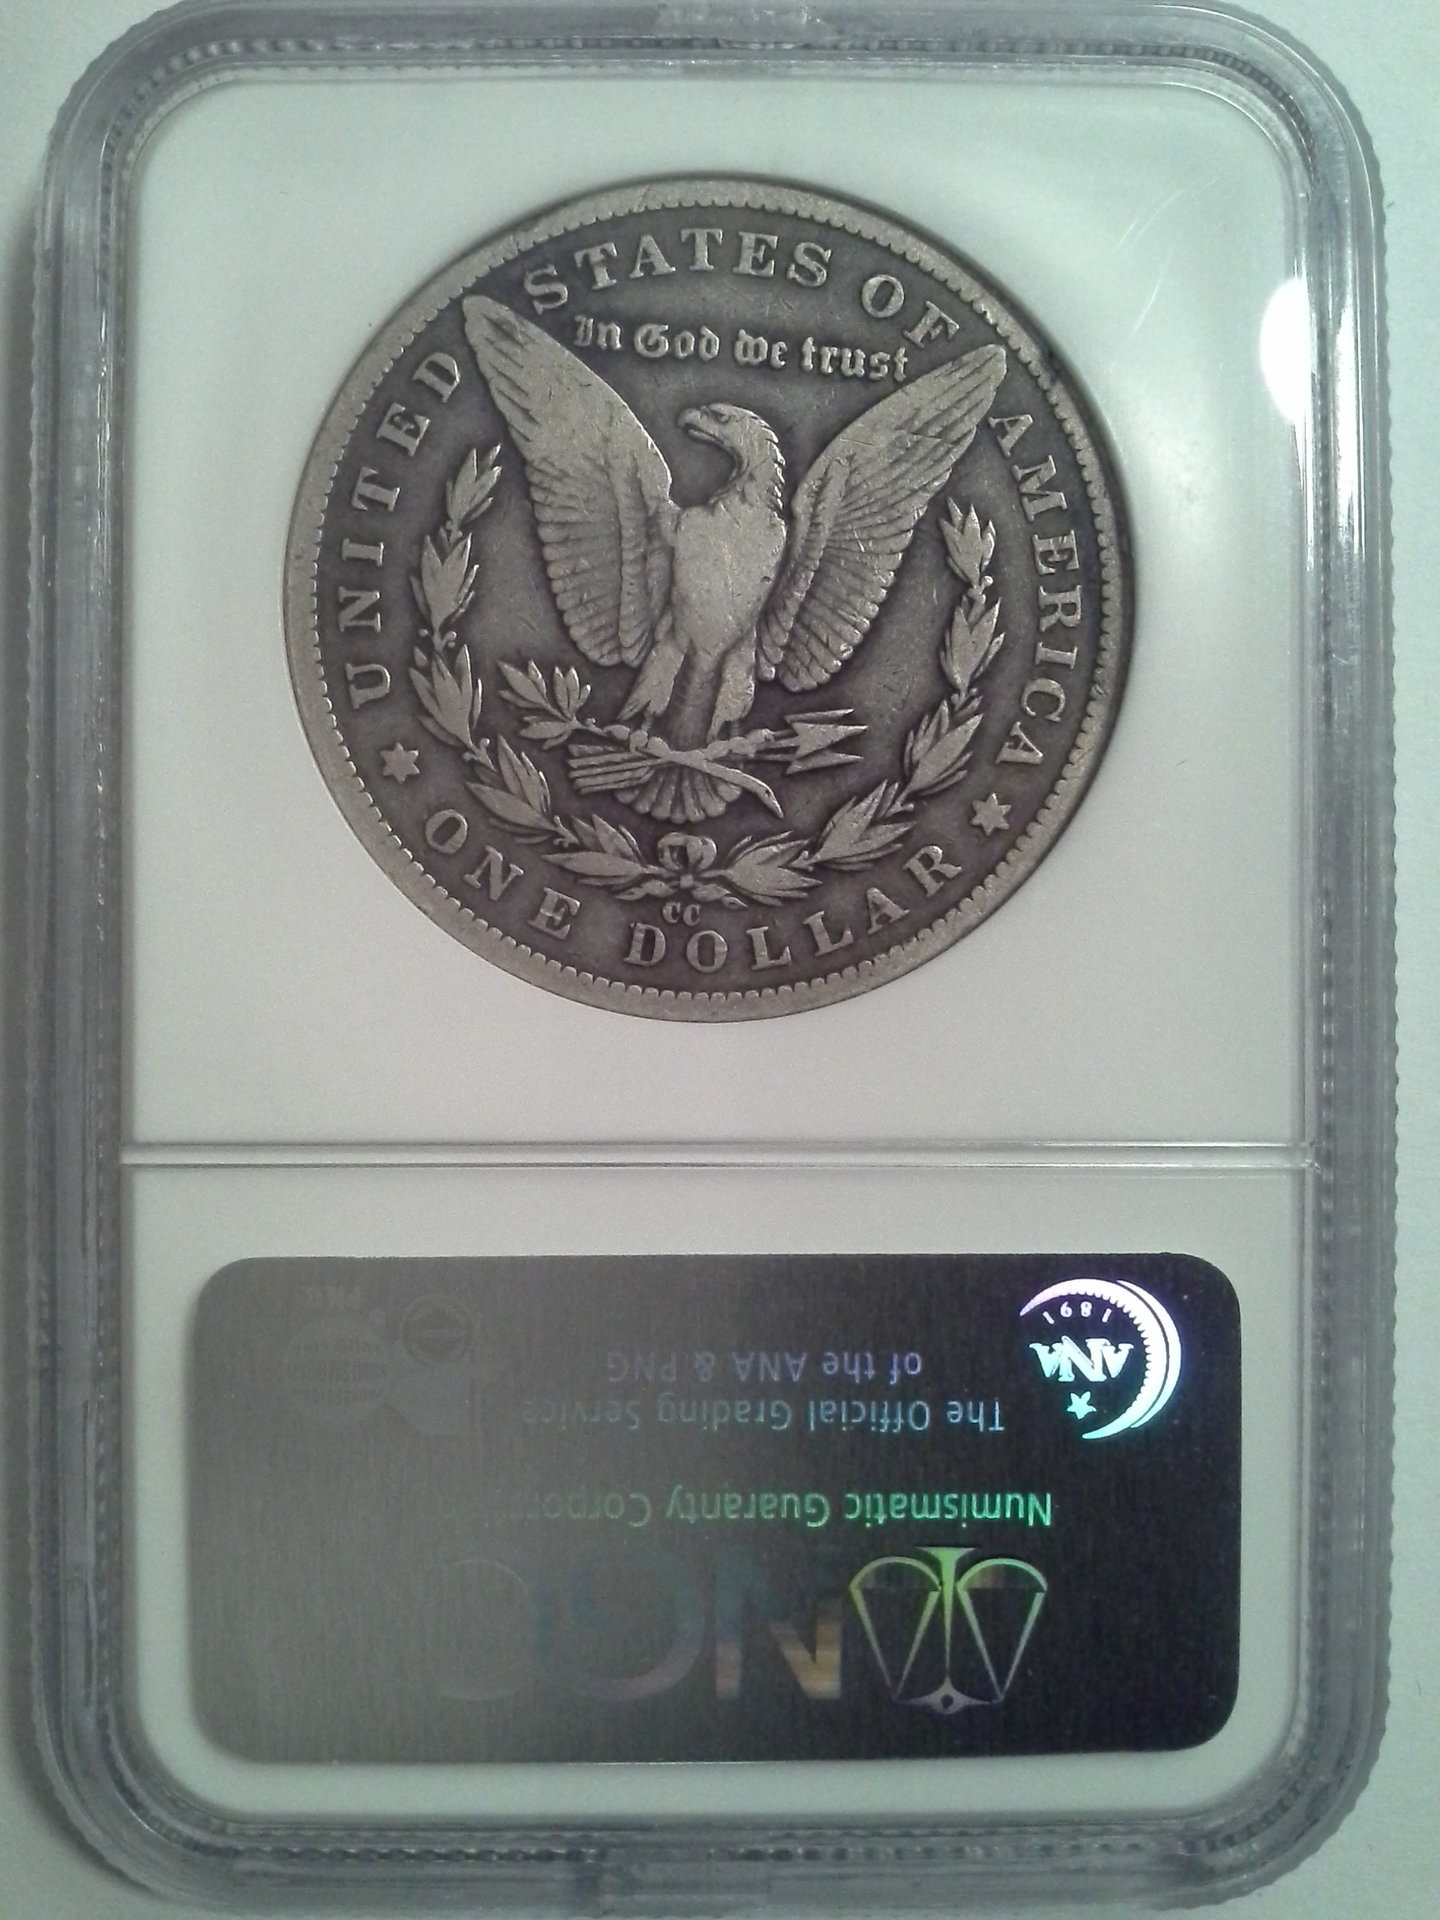 UNITED STATES OF AMERICA
In God we trust
CC
ONE DOLLAR
NGC
Numismatic Guaranty
The Official Grading Service
of the ANA & PNG
ANA
1891